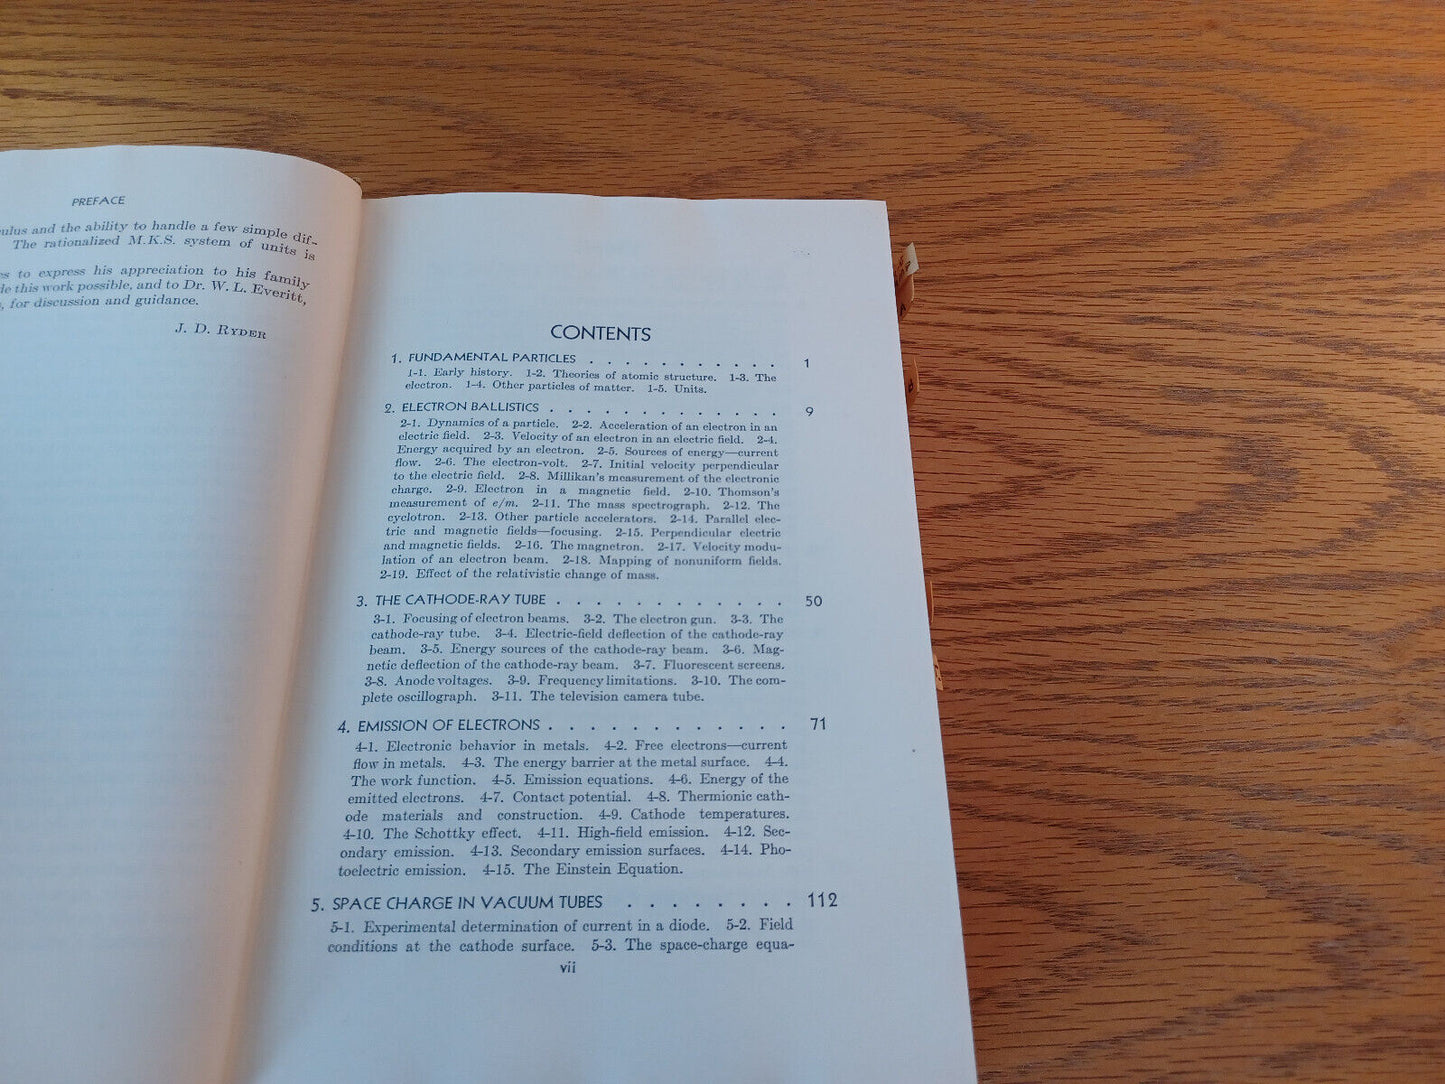 PREFACE
and the ability to handle a few simple dif-
The rationalized M.K.S. system of units is
to express his appreciation to his family
this work possible, and to Dr. W. L. Everitt,
for discussion and guidance.
J. D. RYDER
CONTENTS
1. FUNDAMENTAL PARTICLES . . . . . . . . . . . 1
1-1. Early history. 1-2. Theories of atomic structure. 1-3. The
electron. 1-4. Other particles of matter. 1-5. Units.
2. ELECTRON BALLISTICS . . . . . . . . . . . . . 9
2-1. Dynamics of a particle. 2-2. Acceleration of an electron in an
electric field. 2-3. Velocity of an electron in an electric field. 2-4.
Energy acquired by an electron. 2-5. Sources of energy—current
flow. 2-6. The electron-volt. 2-7. Initial velocity perpendicular
to the electric field. 2-8. Millikan's measurement of the electronic
charge. 2-9. Electron in a magnetic field. 2-10. Thomson's
measurement of e/m. 2-11. The mass spectrograph. 2-12. The
cyclotron. 2-13. Other particle accelerators. 2-14. Parallel elec-
tric and magnetic fields—focusing. 2-15. Perpendicular electric
and magnetic fields. 2-16. The magnetron. 2-17. Velocity modu-
lation of an electron beam. 2-18. Mapping of nonuniform fields.
2-19. Effect of the relativistic change of mass.
3. THE CATHODE-RAY TUBE . . . . . . . . . . . . 50
3-1. Focusing of electron beams. 3-2. The electron gun. 3-3. The
cathode-ray tube. 3-4. Electric-field deflection of the cathode-ray
beam. 3-5. Energy sources of the cathode-ray beam. 3-6. Mag-
netic deflection of the cathode-ray beam. 3-7. Fluorescent screens.
3-8. Anode voltages. 3-9. Frequency limitations. 3-10. The com-
plete oscillograph. 3-11. The television camera tube.
4. EMISSION OF ELECTRONS . . . . . . . . . . . . 71
4-1. Electronic behavior in metals. 4-2. Free electrons—current
flow in metals. 4-3. The energy barrier at the metal surface. 4-4.
The work function. 4-5. Emission equations. 4-6. Energy of the
emitted electrons. 4-7. Contact potential. 4-8. Thermionic cath-
ode materials and construction. 4-9. Cathode temperatures.
4-10. The Schottky effect. 4-11. High-field emission. 4-12. Sec-
ondary emission. 4-13. Secondary emission surfaces. 4-14. Pho-
toelectric emission. 4-15. The Einstein Equation.
5. SPACE CHARGE IN VACUUM TUBES . . . . . . . . 112
5-1. Experimental determination of current in a diode. 5-2. Field
conditions at the cathode surface. 5-3. The space-charge equa-
vii